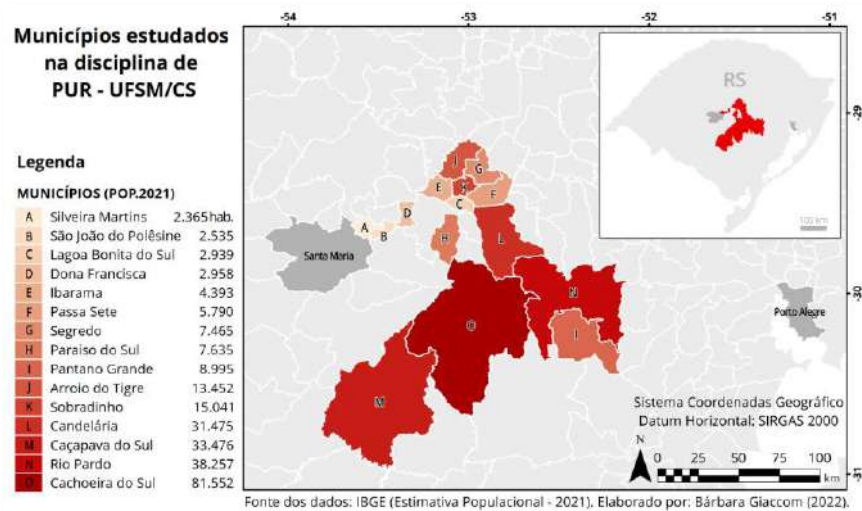 Municípios estudados
na disciplina de
PUR - UFSM/CS
Legenda
MUNICÍPIOS (POP.2021)
A Silveira Martins 2.365hab.
B São João do Polêsine 2.535
C Lagoa Bonita do Sul 2.939
D Dona Francisca 2.958
E Ibarama 4.393
F Passa Sete 5.790
G Segredo 7.465
H Paraiso do Sul 7.635
I Pantano Grande 8.995
J Arroio do Tigre 13.452
K Sobradinho 15.041
L Candelária 31.475
M Caçapava do Sul 33.476
N Rio Pardo 38.257
O Cachoeira do Sul 81.552
-54 -53 -52 -51
-29
-30
-31
RS
100 km
J
G
E K F
C
D
A
B
H
L
Santa Maria
N
Porto Alegre
O
I
M
Sistema Coordenadas Geográfico
Datum Horizontal: SIRGAS 2000
N
0 25 50 75 100
km
Fonte dos dados: IBGE (Estimativa Populacional - 2021), Elaborado por: Bárbara Giaccom (2022).